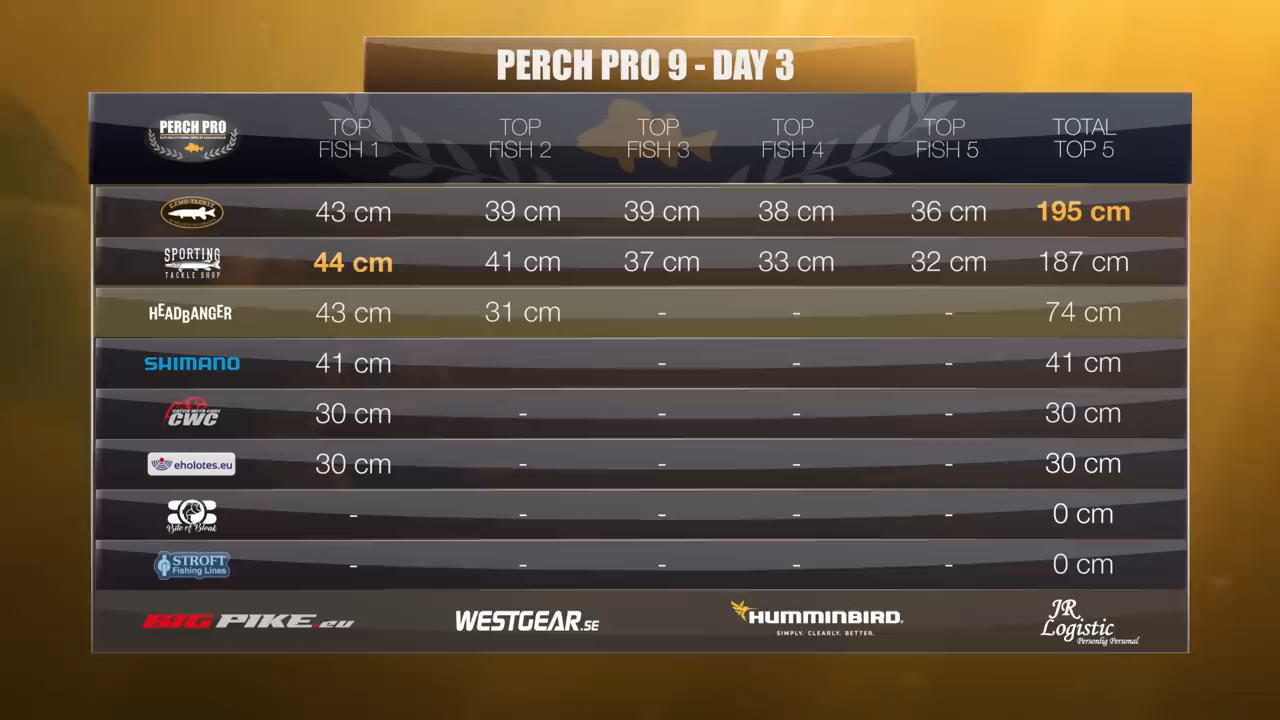 PERCH PRO 9 - DAY 3
PERCH PRO
TOP FISH 1
TOP FISH 2
TOP FISH 3
TOP FISH 4
TOP FISH 5
TOTAL TOP 5
CAMO-TACKLE 43 cm 39 cm 39 cm 38 cm 36 cm 195 cm
SPORTING TACKLE SHOP 44 cm 41 cm 37 cm 33 cm 32 cm 187 cm
HEADBANGER 43 cm 31 cm - - - 74 cm
SHIMANO 41 cm - - - 41 cm
CATCH WITH CARE CWC 30 cm - - - - 30 cm
eholotes.eu 30 cm - - - - 30 cm
Bite of Bleak - - - - - 0 cm
STROFT Fishing Lines - - - - - 0 cm
BIG PIKE.eu
WESTGEAR.SE
HUMMINBIRD
SIMPLY. CLEARLY. BETTER.
JR Logistic
Personlig Personal